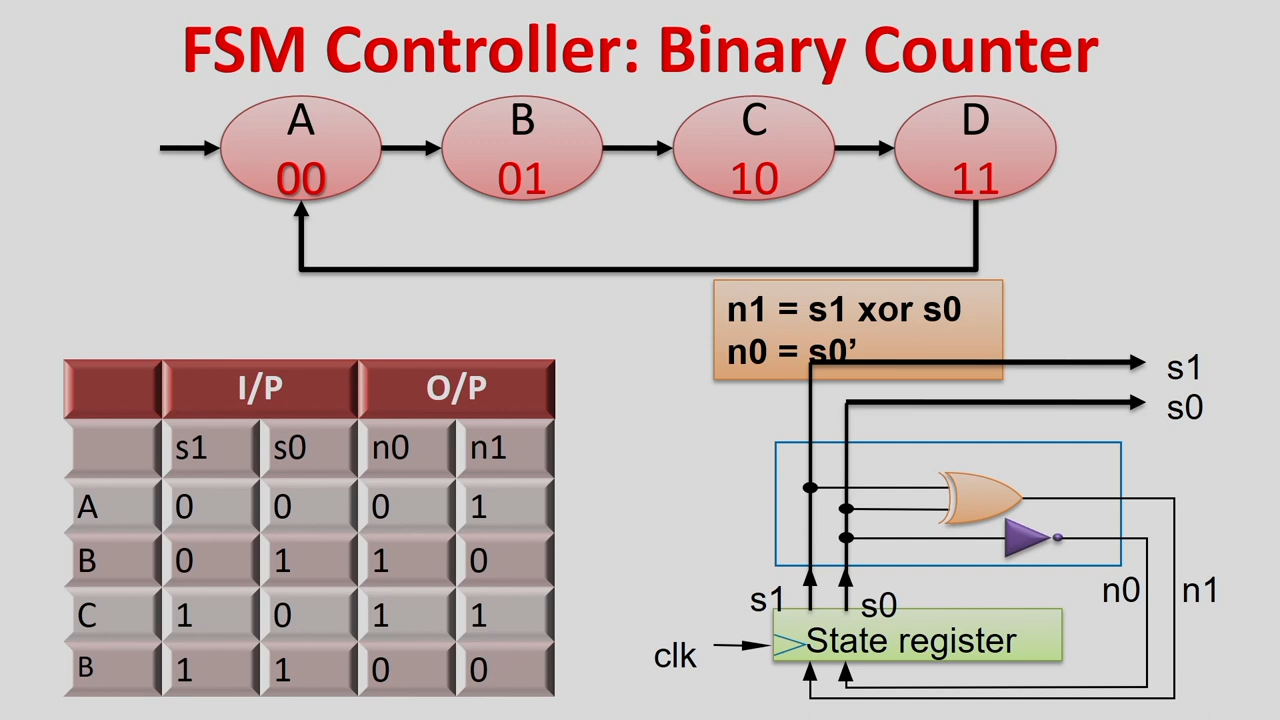 FSM Controller: Binary Counter
A B C D
00 01 10 11
n1 = s1 xor s0
n0 = s0’
s1
s0
I/P O/P
s1 s0 n0 n1
A 0 0 0 1
B 0 1 1 0
C 1 0 1 1
B 1 1 0 0
s1 s0
n0 n1
clk
State register